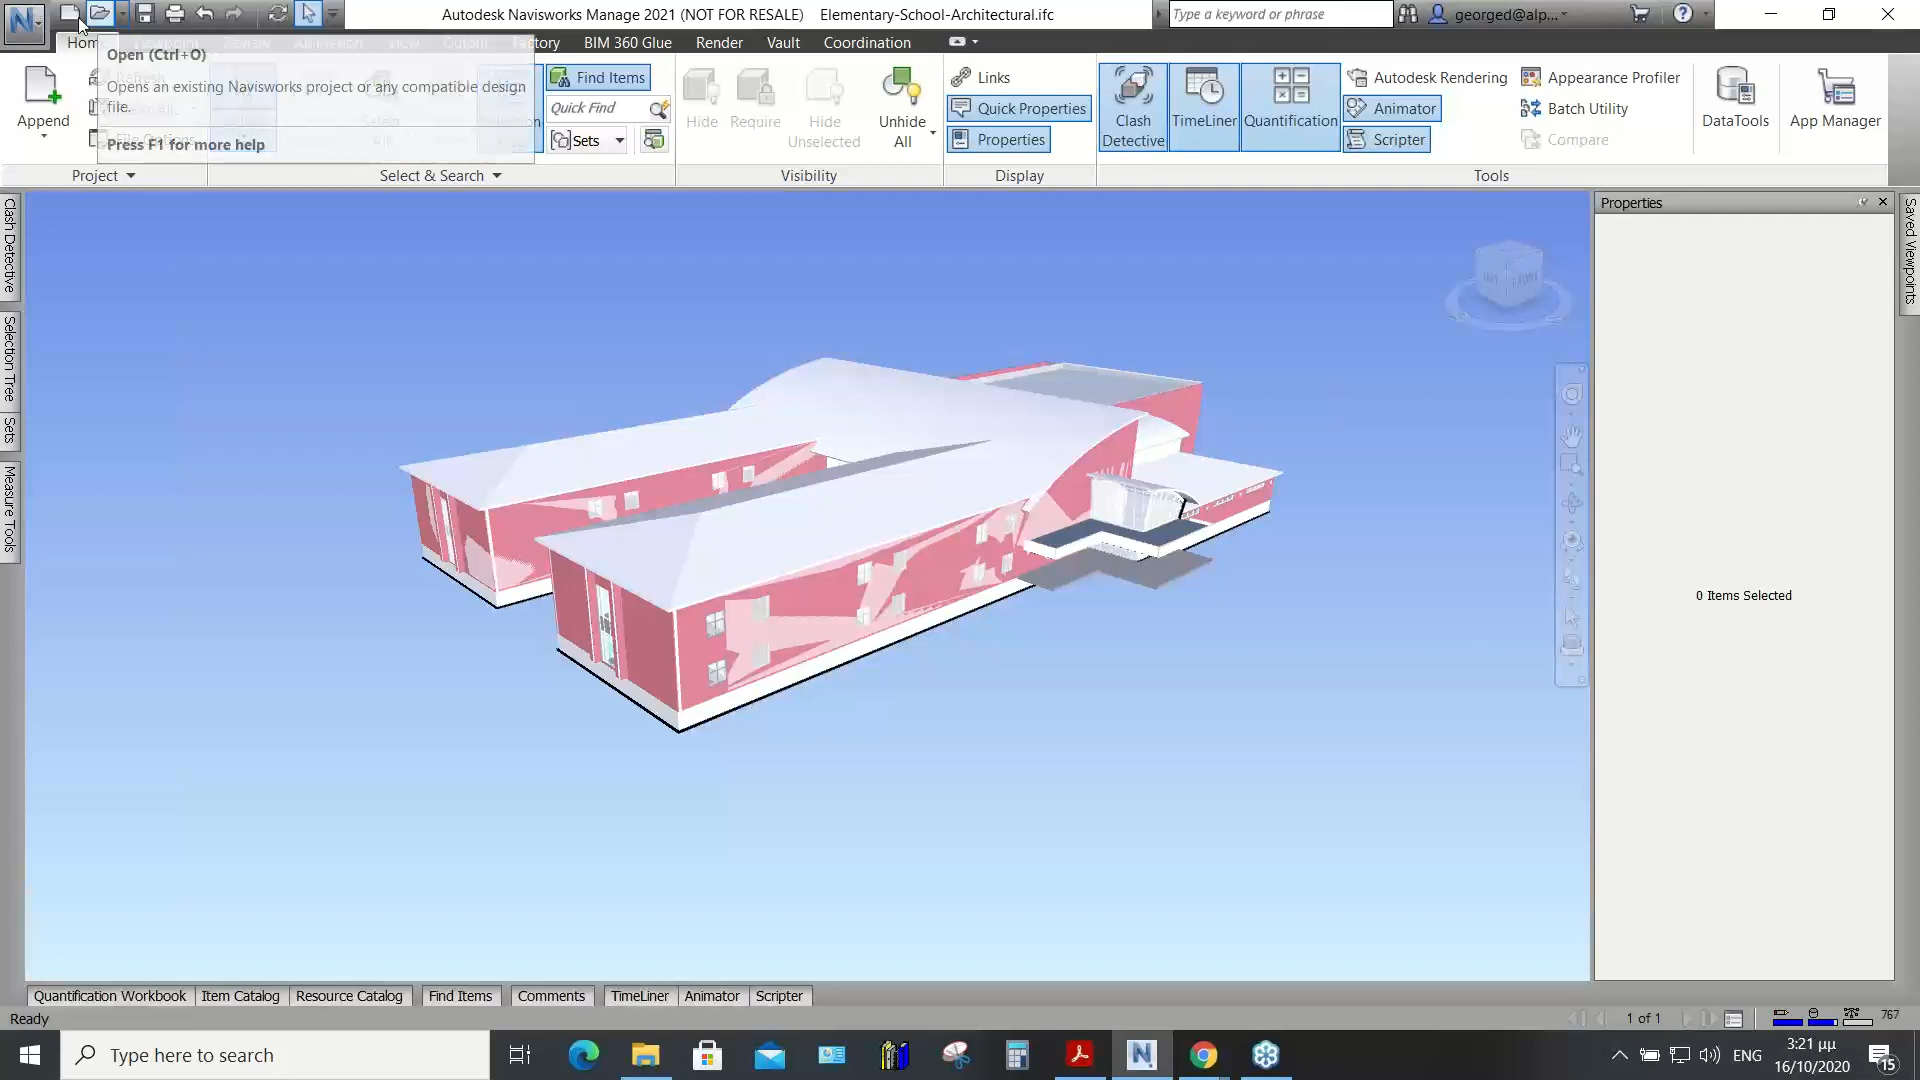 Autodesk Navisworks Manage 2021 (NOT FOR RESALE) Elementary-School-Architectural.ifc
Type a keyword or phrase
georged@alp...
Home
Factory
BIM 360 Glue
Render
Vault
Coordination
Open (Ctrl+O)
Opens an existing Navisworks project or any compatible design
file.
Press F1 for more help
Append
Find Items
Quick Find
Sets
Hide
Require
Hide
Unselected
Unhide
All
Links
Quick Properties
Properties
Clash
Detective
TimeLiner
Quantification
Autodesk Rendering
Animator
Scripter
Appearance Profiler
Batch Utility
Compare
DataTools
App Manager
Project
Select & Search
Visibility
Display
Tools
Clash Detective
Selection Tree
Sets
Measure Tools
Properties
0 Items Selected
Saved Viewpoints
Quantification Workbook
Item Catalog
Resource Catalog
Find Items
Comments
TimeLiner
Animator
Scripter
Ready
1 of 1
767
Type here to search
ENG
3:21 μμ
16/10/2020
15